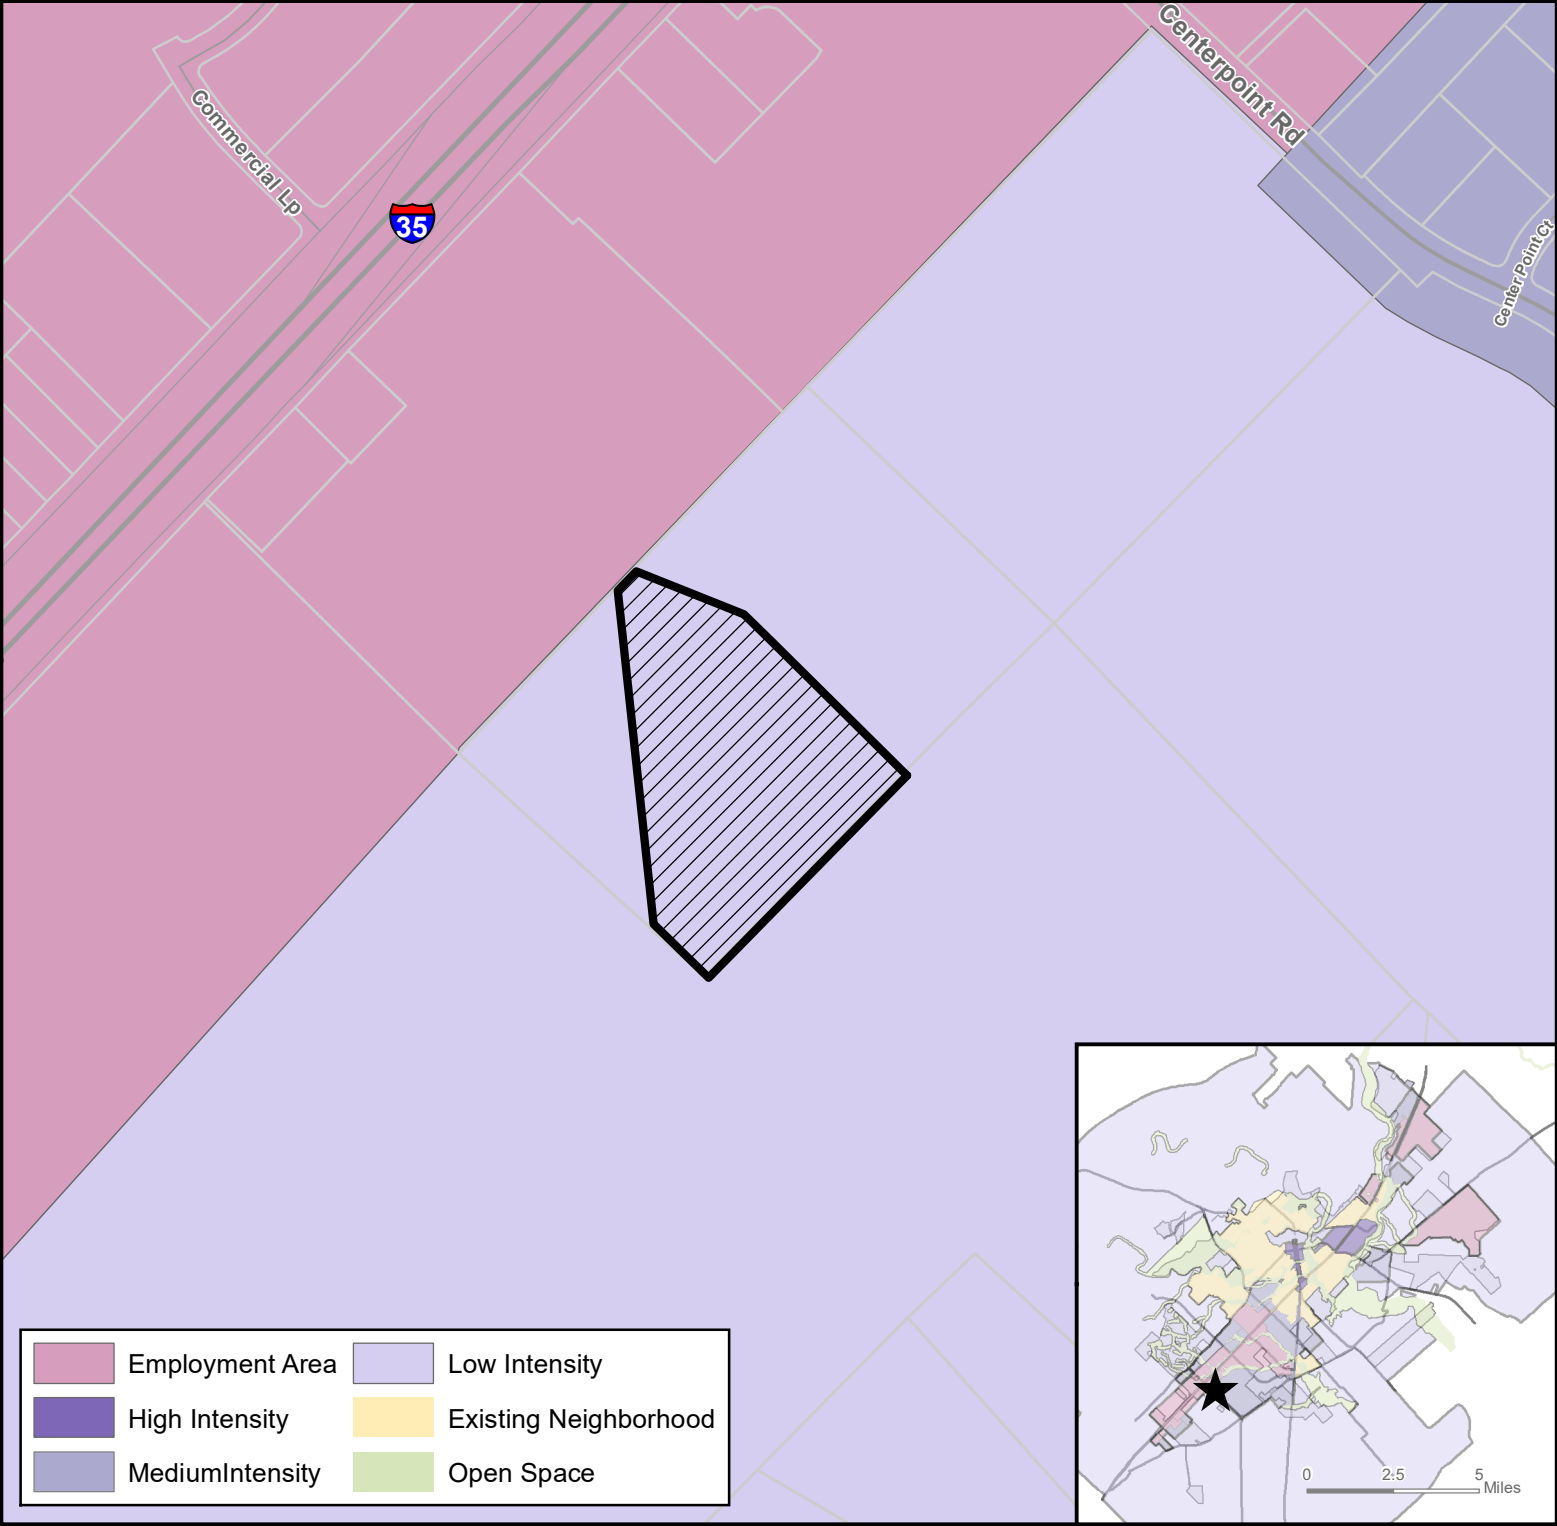 Centerpoint Rd
Commercial Lp
35
Center Point Ct
Employment Area
Low Intensity
High Intensity
Existing Neighborhood
MediumIntensity
Open Space
0 2.5 5
Miles